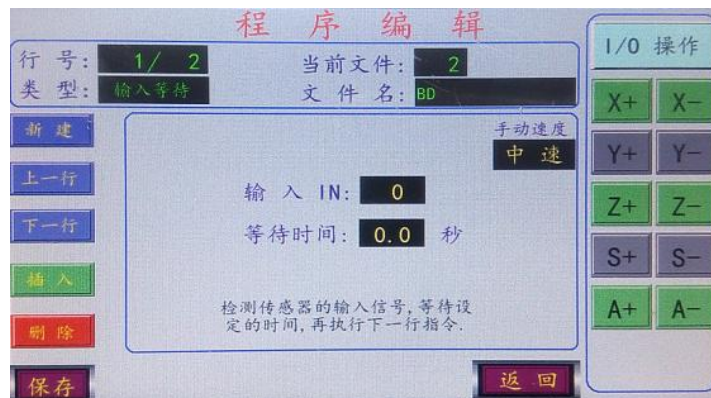 程序编辑
行号: 1/ 2 当前文件: 2
类型: 输入等待 文件名: BD
I/O 操作
X+ X-
Y+ Y-
Z+ Z-
S+ S-
A+ A-
新建
上一行
下一行
插入
删除
保存
手动速度
中速
输入 IN: 0
等待时间: 0.0 秒
检测传感器的输入信号,等待设
定的时间,再执行下一行指令.
返回